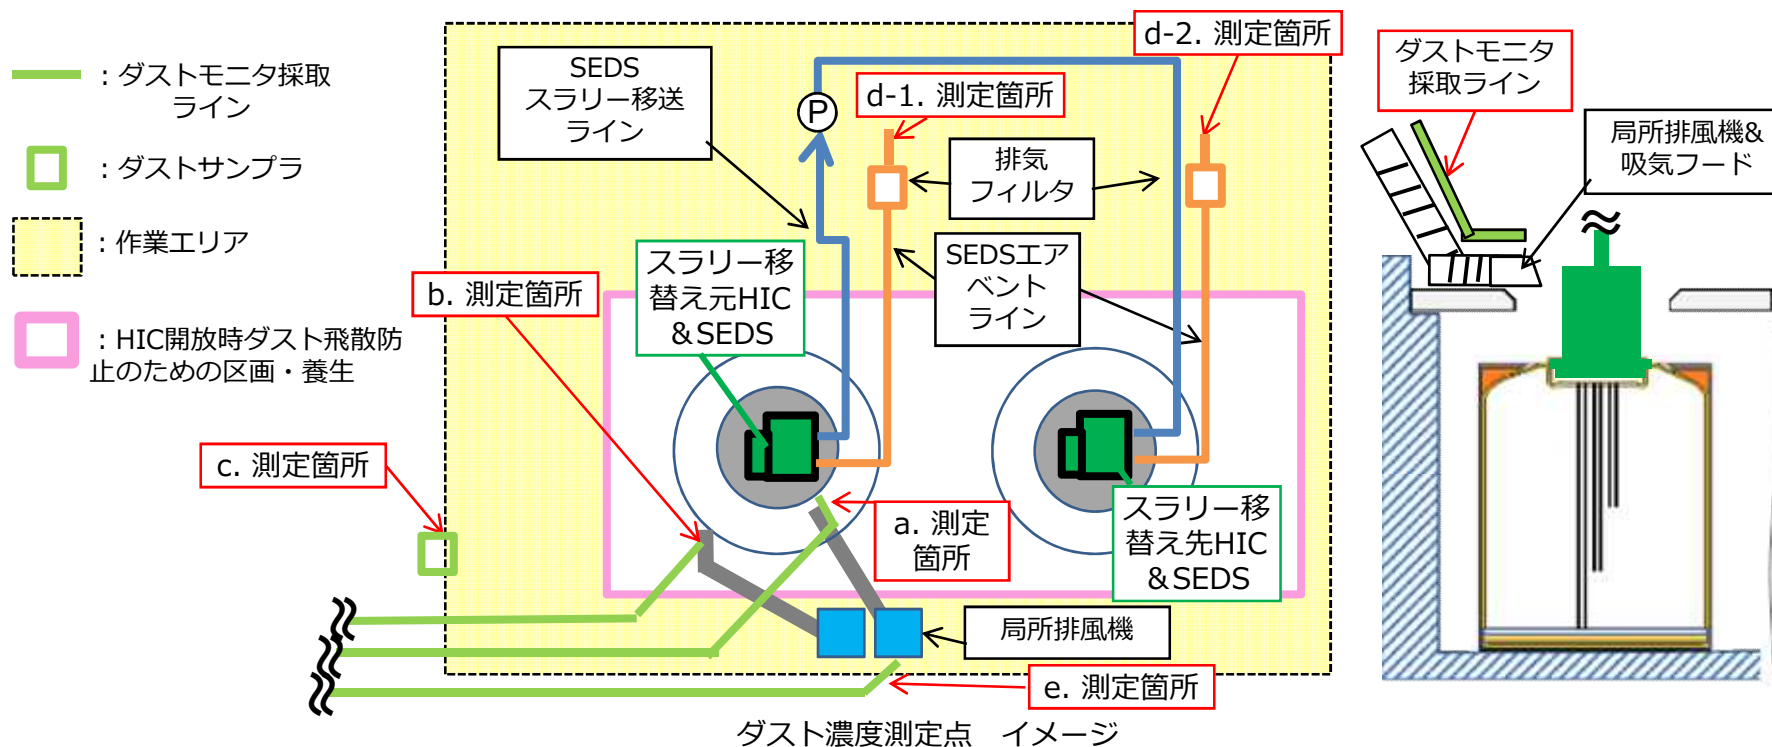 ：ダストモニタ採取
ライン
：ダストサンプラ
：作業エリア
：HIC開放時ダスト飛散防
止のための区画・養生
SEDS
スラリー移送
ライン
P
d-1. 測定箇所
d-2. 測定箇所
排気
フィルタ
SEDSエア
ベント
ライン
スラリー移
替え元HIC
＆SEDS
b. 測定箇所
c. 測定箇所
a. 測定
箇所
スラリー移
替え先HIC
＆SEDS
局所排風機
e. 測定箇所
ダストモニタ
採取ライン
局所排風機&
吸気フード
ダスト濃度測定点　イメージ